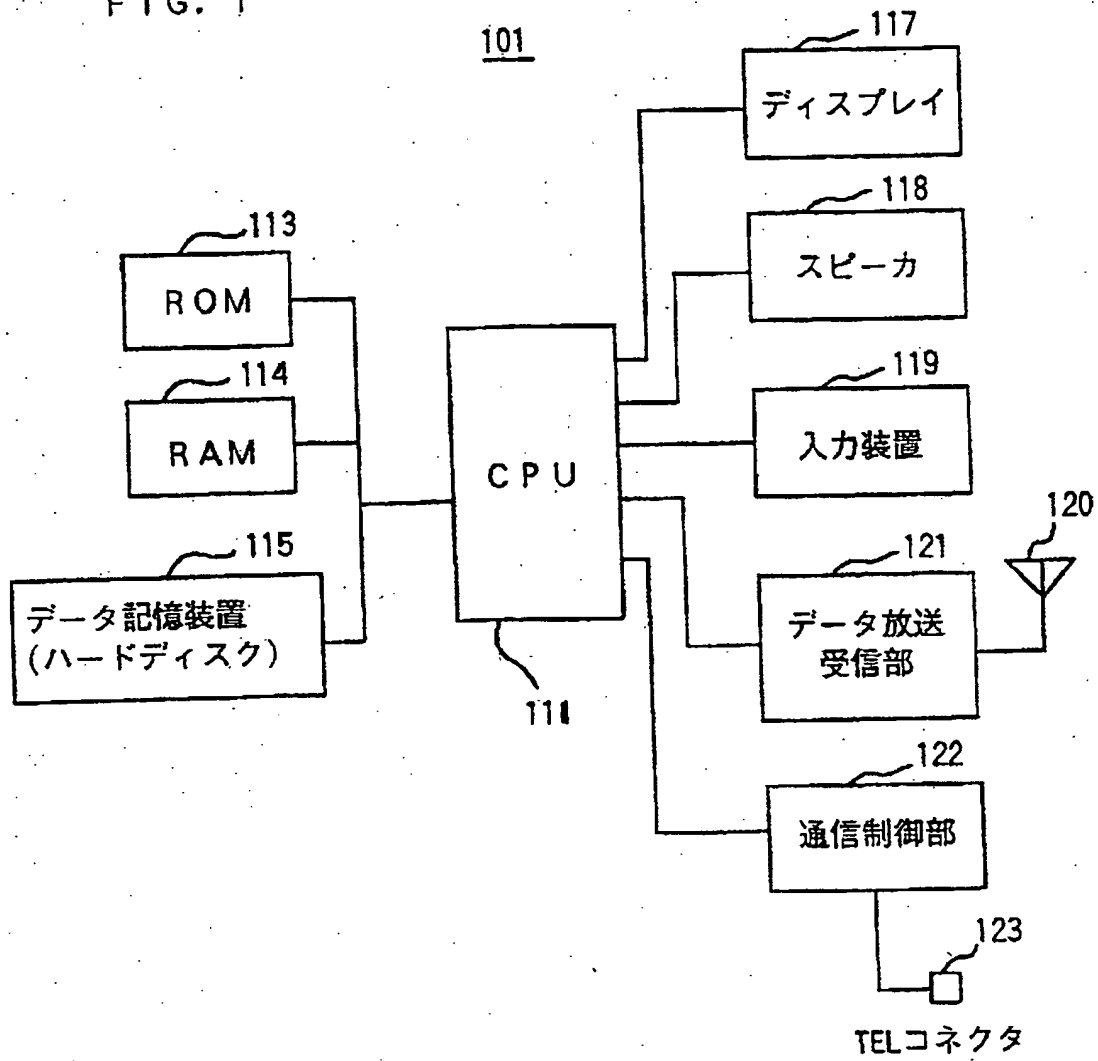 FIG. 1
101
117
ディスプレイ
118
スピーカ
113
ROM
114
RAM
119
入力装置
CPU
111
115
データ記憶装置
(ハードディスク)
120
121
データ放送
受信部
122
通信制御部
123
TELコネクタ